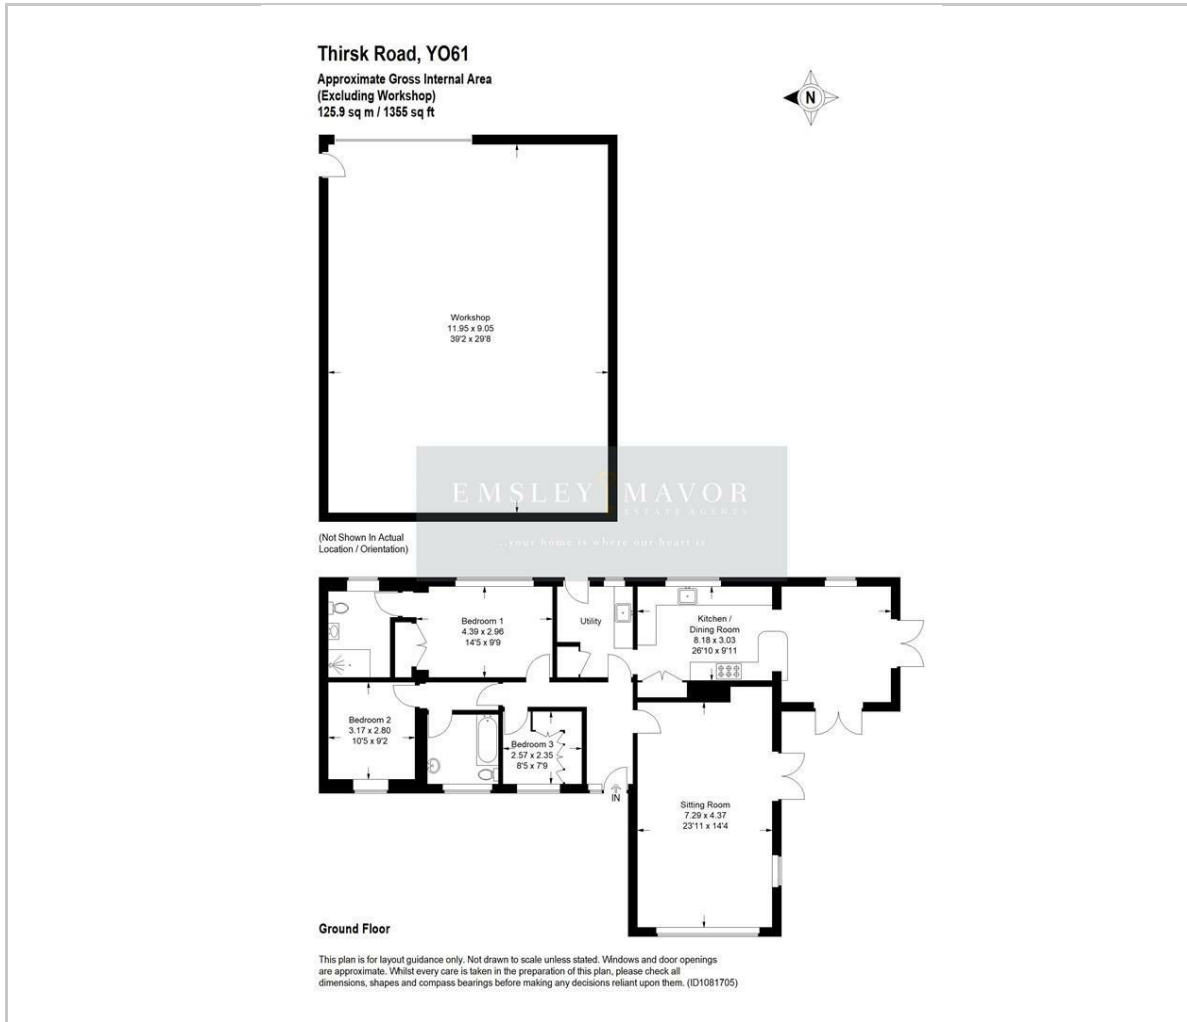 Thirsk Road, YO61
Approximate Gross Internal Area
(Excluding Workshop)
125.9 sq m / 1355 sq ft
N
Workshop
11.95 x 9.05
39'2 x 29'8
EMSLEY MAVOR
ESTATE AGENTS
...your home is where our heart is
(Not Shown In Actual
Location / Orientation)
Bedroom 1
4.39 x 2.96
14'5 x 9'9
Utility
Kitchen /
Dining Room
8.18 x 3.03
26'10 x 9'11
Bedroom 2
3.17 x 2.80
10'5 x 9'2
Bedroom 3
2.57 x 2.35
8'5 x 7'9
IN
Sitting Room
7.29 x 4.37
23'11 x 14'4
Ground Floor
This plan is for layout guidance only. Not drawn to scale unless stated. Windows and door openings
are approximate. Whilst every care is taken in the preparation of this plan, please check all
dimensions, shapes and compass bearings before making any decisions reliant upon them. (ID1081705)